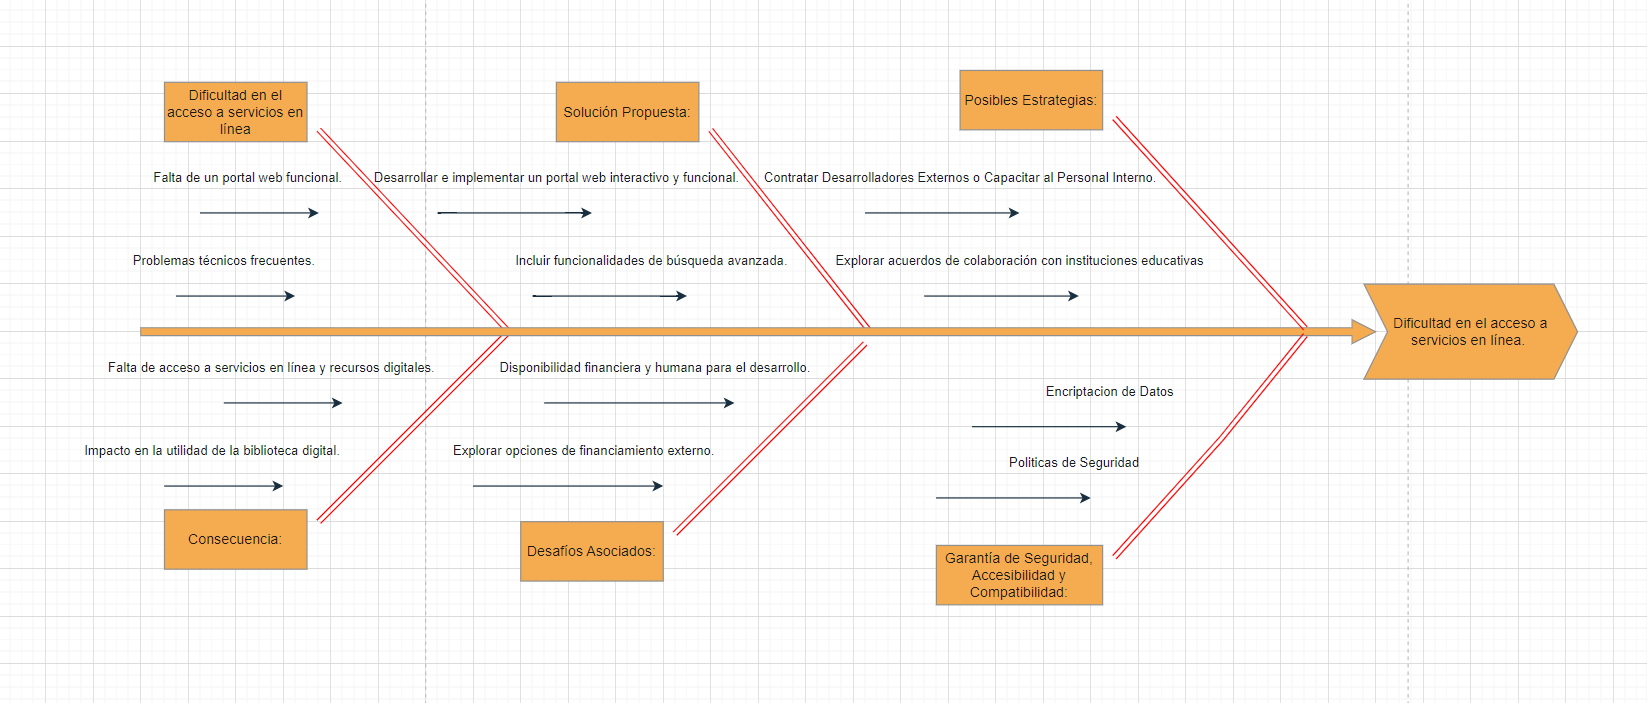 Dificultad en el
acceso a servicios en
línea
Solución Propuesta:
Posibles Estrategias:
Falta de un portal web funcional.
Desarrollar e implementar un portal web interactivo y funcional.
Contratar Desarrolladores Externos o Capacitar al Personal Interno.
Problemas técnicos frecuentes.
Incluir funcionalidades de búsqueda avanzada.
Explorar acuerdos de colaboración con instituciones educativas
Dificultad en el acceso a
servicios en línea.
Falta de acceso a servicios en línea y recursos digitales.
Disponibilidad financiera y humana para el desarrollo.
Encriptacion de Datos
Impacto en la utilidad de la biblioteca digital.
Explorar opciones de financiamiento externo.
Politicas de Seguridad
Consecuencia:
Desafíos Asociados:
Garantía de Seguridad,
Accesibilidad y
Compatibilidad: